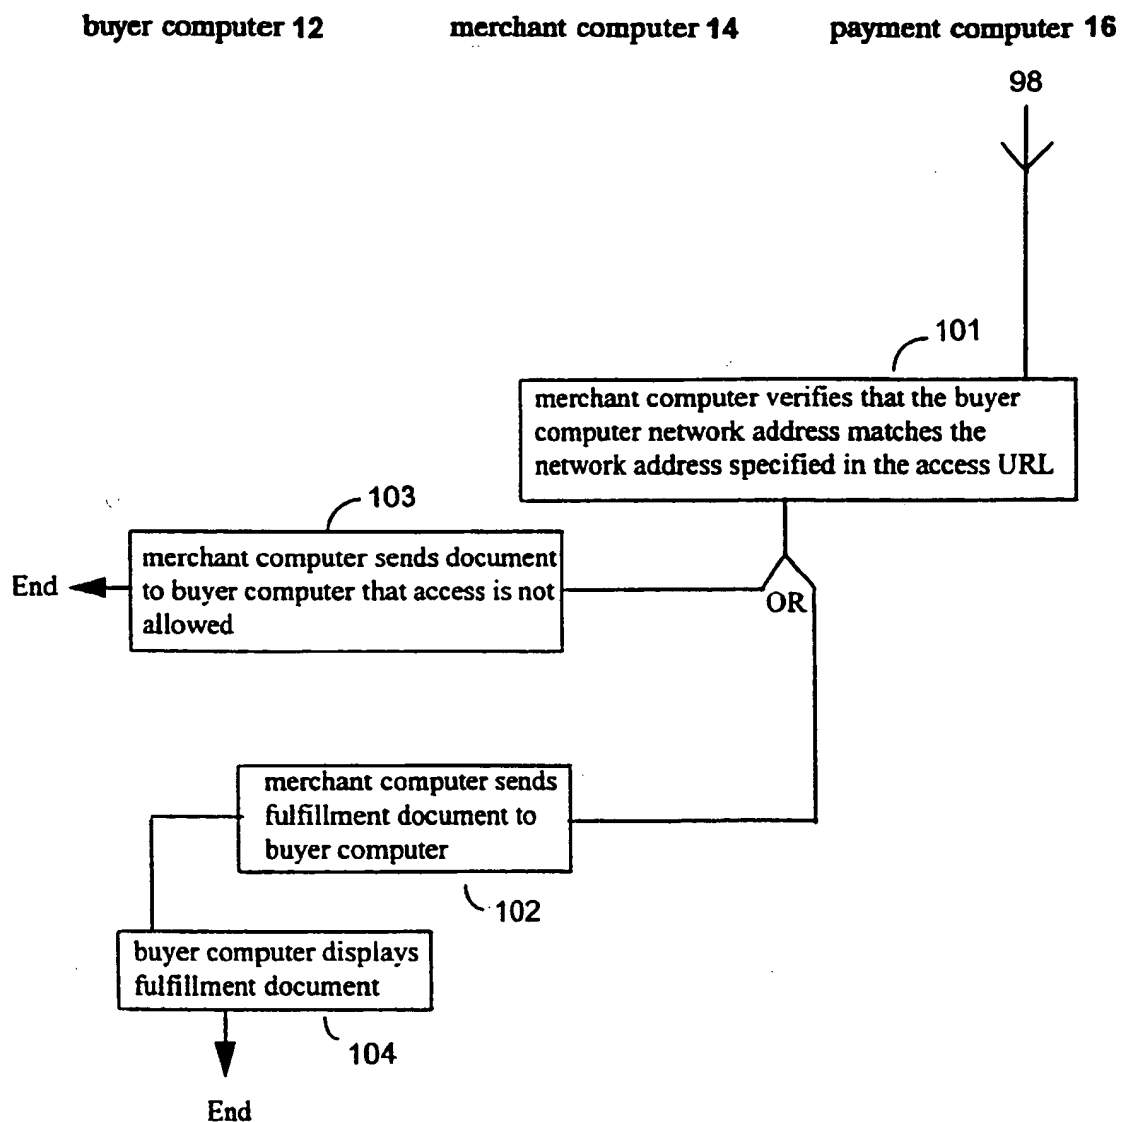 buyer computer 12
merchant computer 14
payment computer 16
98
101
merchant computer verifies that the buyer
computer network address matches the
network address specified in the access URL
103
merchant computer sends document
to buyer computer that access is not
allowed
End
OR
merchant computer sends
fulfillment document to
buyer computer
102
buyer computer displays
fulfillment document
104
End